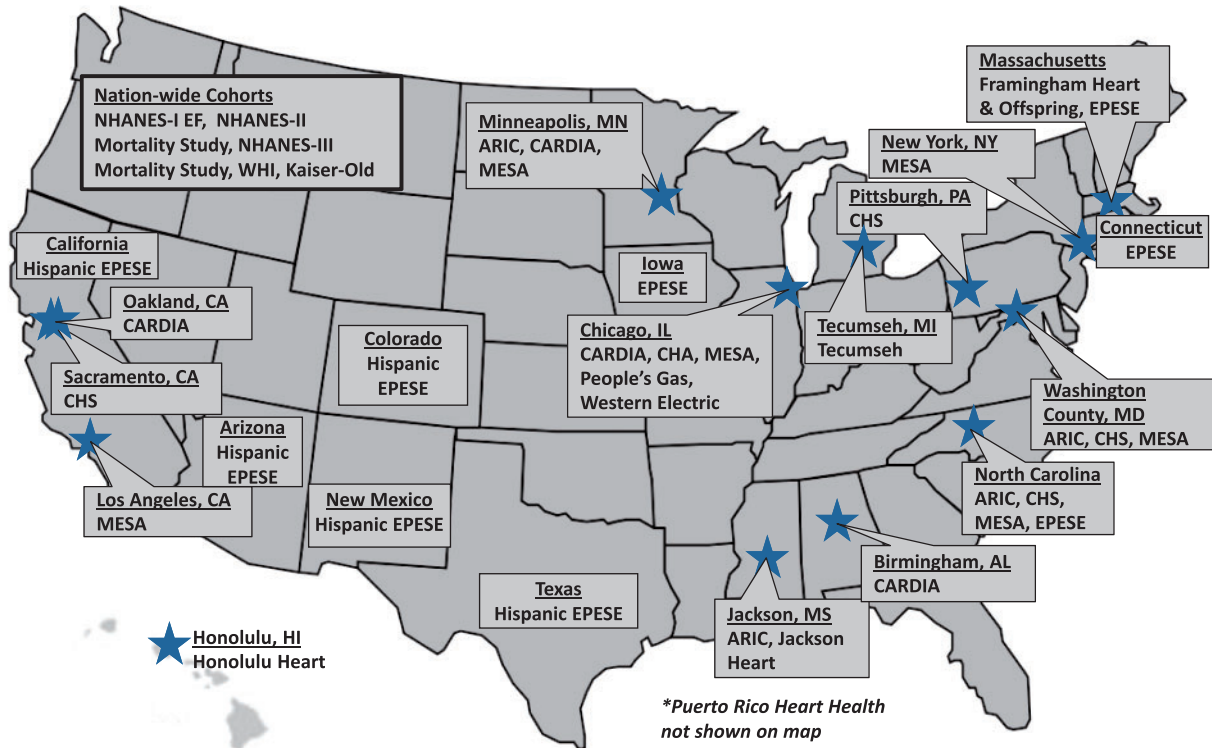 Nation-wide Cohorts
NHANES-I EF, NHANES-II
Mortality Study, NHANES-III
Mortality Study, WHI, Kaiser-Old
Massachusetts
Framingham Heart
& Offspring, EPESE
Minneapolis, MN
ARIC, CARDIA,
MESA
New York, NY
MESA
Pittsburgh, PA
CHS
Connecticut
EPESE
California
Hispanic EPESE
Iowa
EPESE
Oakland, CA
CARDIA
Colorado
Hispanic
EPESE
Chicago, IL
CARDIA, CHA, MESA,
People's Gas,
Western Electric
Tecumseh, MI
Tecumseh
Sacramento, CA
CHS
Washington
County, MD
ARIC, CHS, MESA
Arizona
Hispanic
EPESE
North Carolina
ARIC, CHS,
MESA, EPESE
Los Angeles, CA
MESA
New Mexico
Hispanic EPESE
Birmingham, AL
CARDIA
Texas
Hispanic EPESE
Jackson, MS
ARIC, Jackson
Heart
Honolulu, HI
Honolulu Heart
*Puerto Rico Heart Health
not shown on map